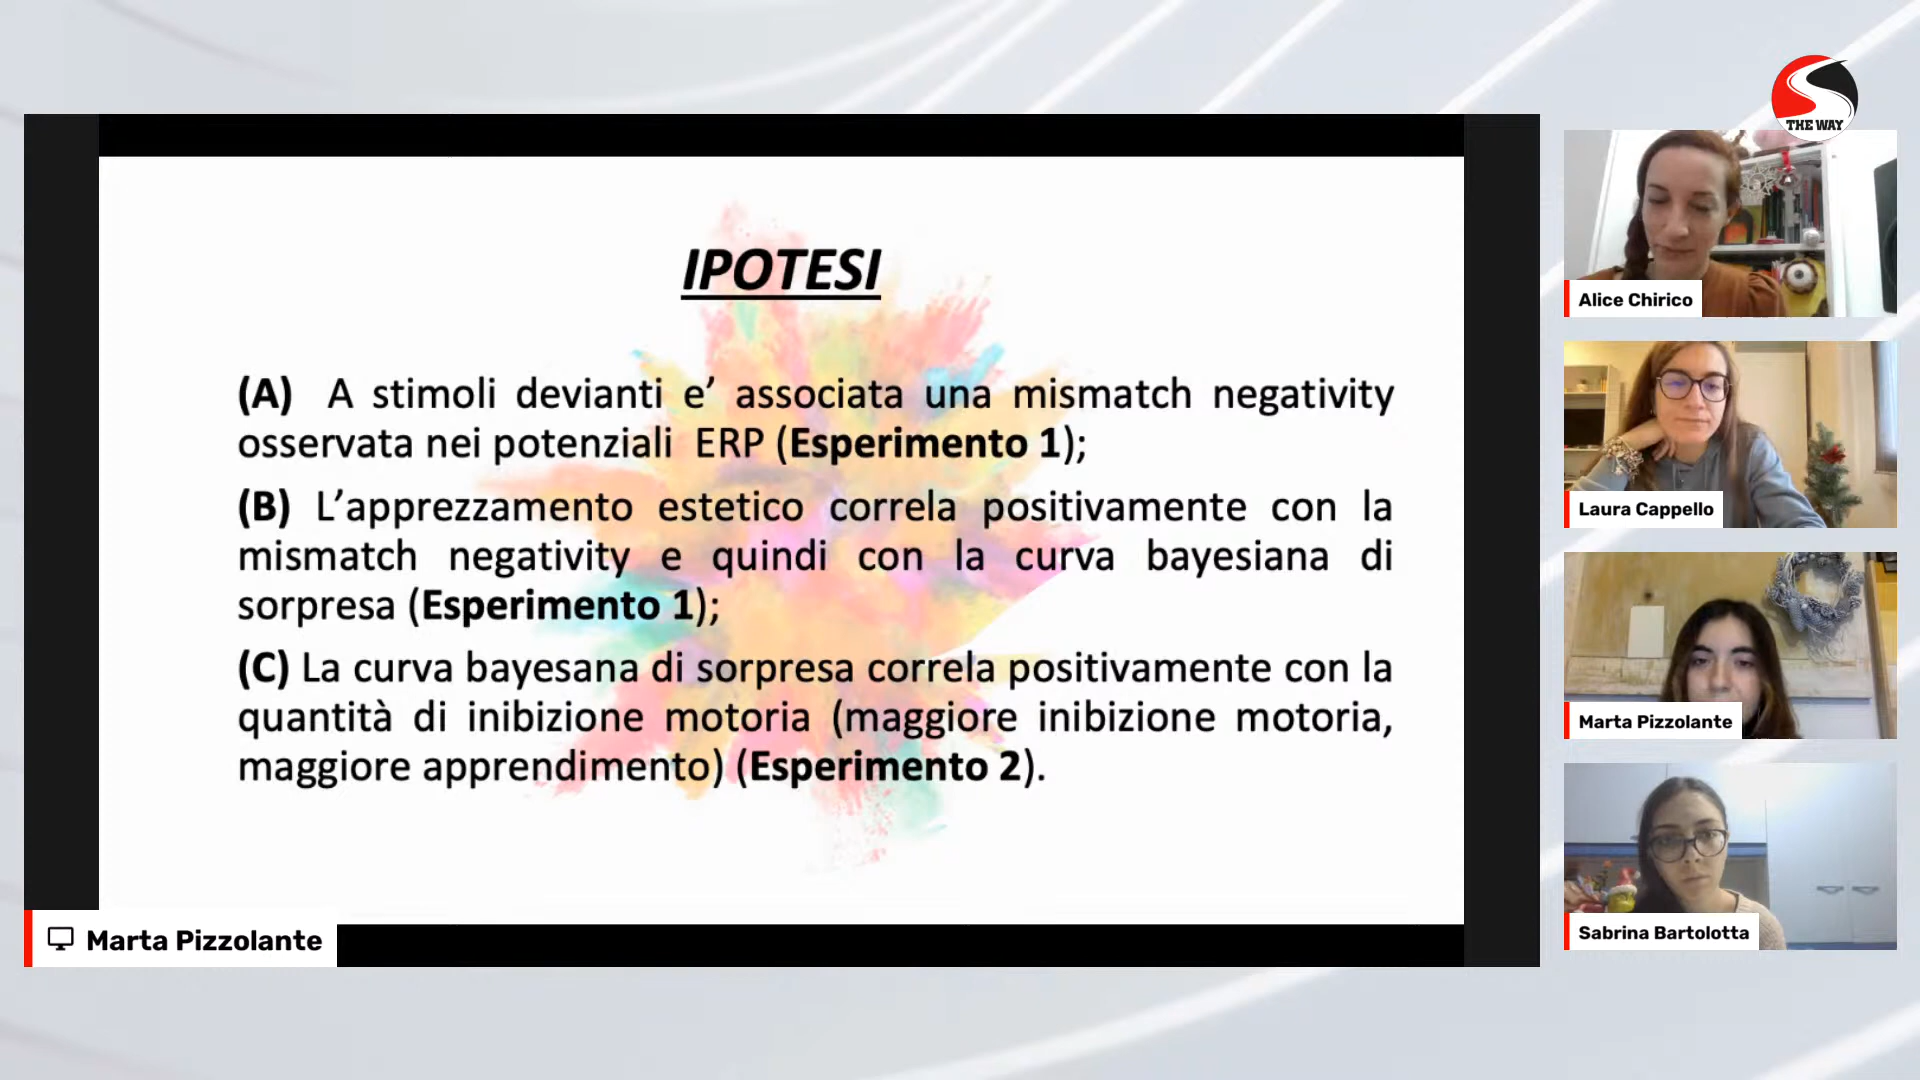 THE WAY
IPOTESI
(A) A stimoli devianti e’ associata una mismatch negativity
osservata nei potenziali ERP (Esperimento 1);
(B) L’apprezzamento estetico correla positivamente con la
mismatch negativity e quindi con la curva bayesiana di
sorpresa (Esperimento 1);
(C) La curva bayesana di sorpresa correla positivamente con la
quantità di inibizione motoria (maggiore inibizione motoria,
maggiore apprendimento) (Esperimento 2).
Marta Pizzolante
Alice Chirico
Laura Cappello
Marta Pizzolante
Sabrina Bartolotta